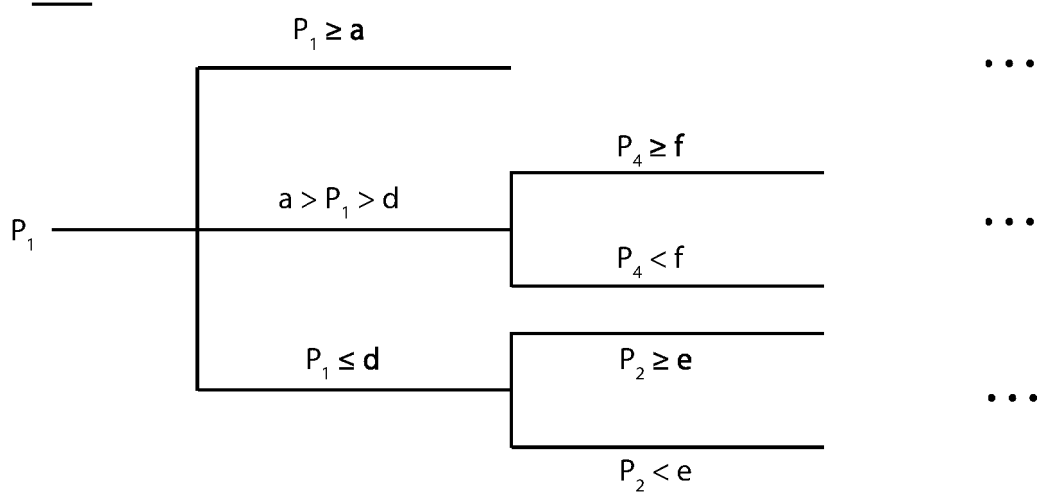 P₁ ≥ a
...
P₄ ≥ f
a > P₁ > d
P₁
...
P₄ < f
P₁ ≤ d
P₂ ≥ e
...
P₂ < e